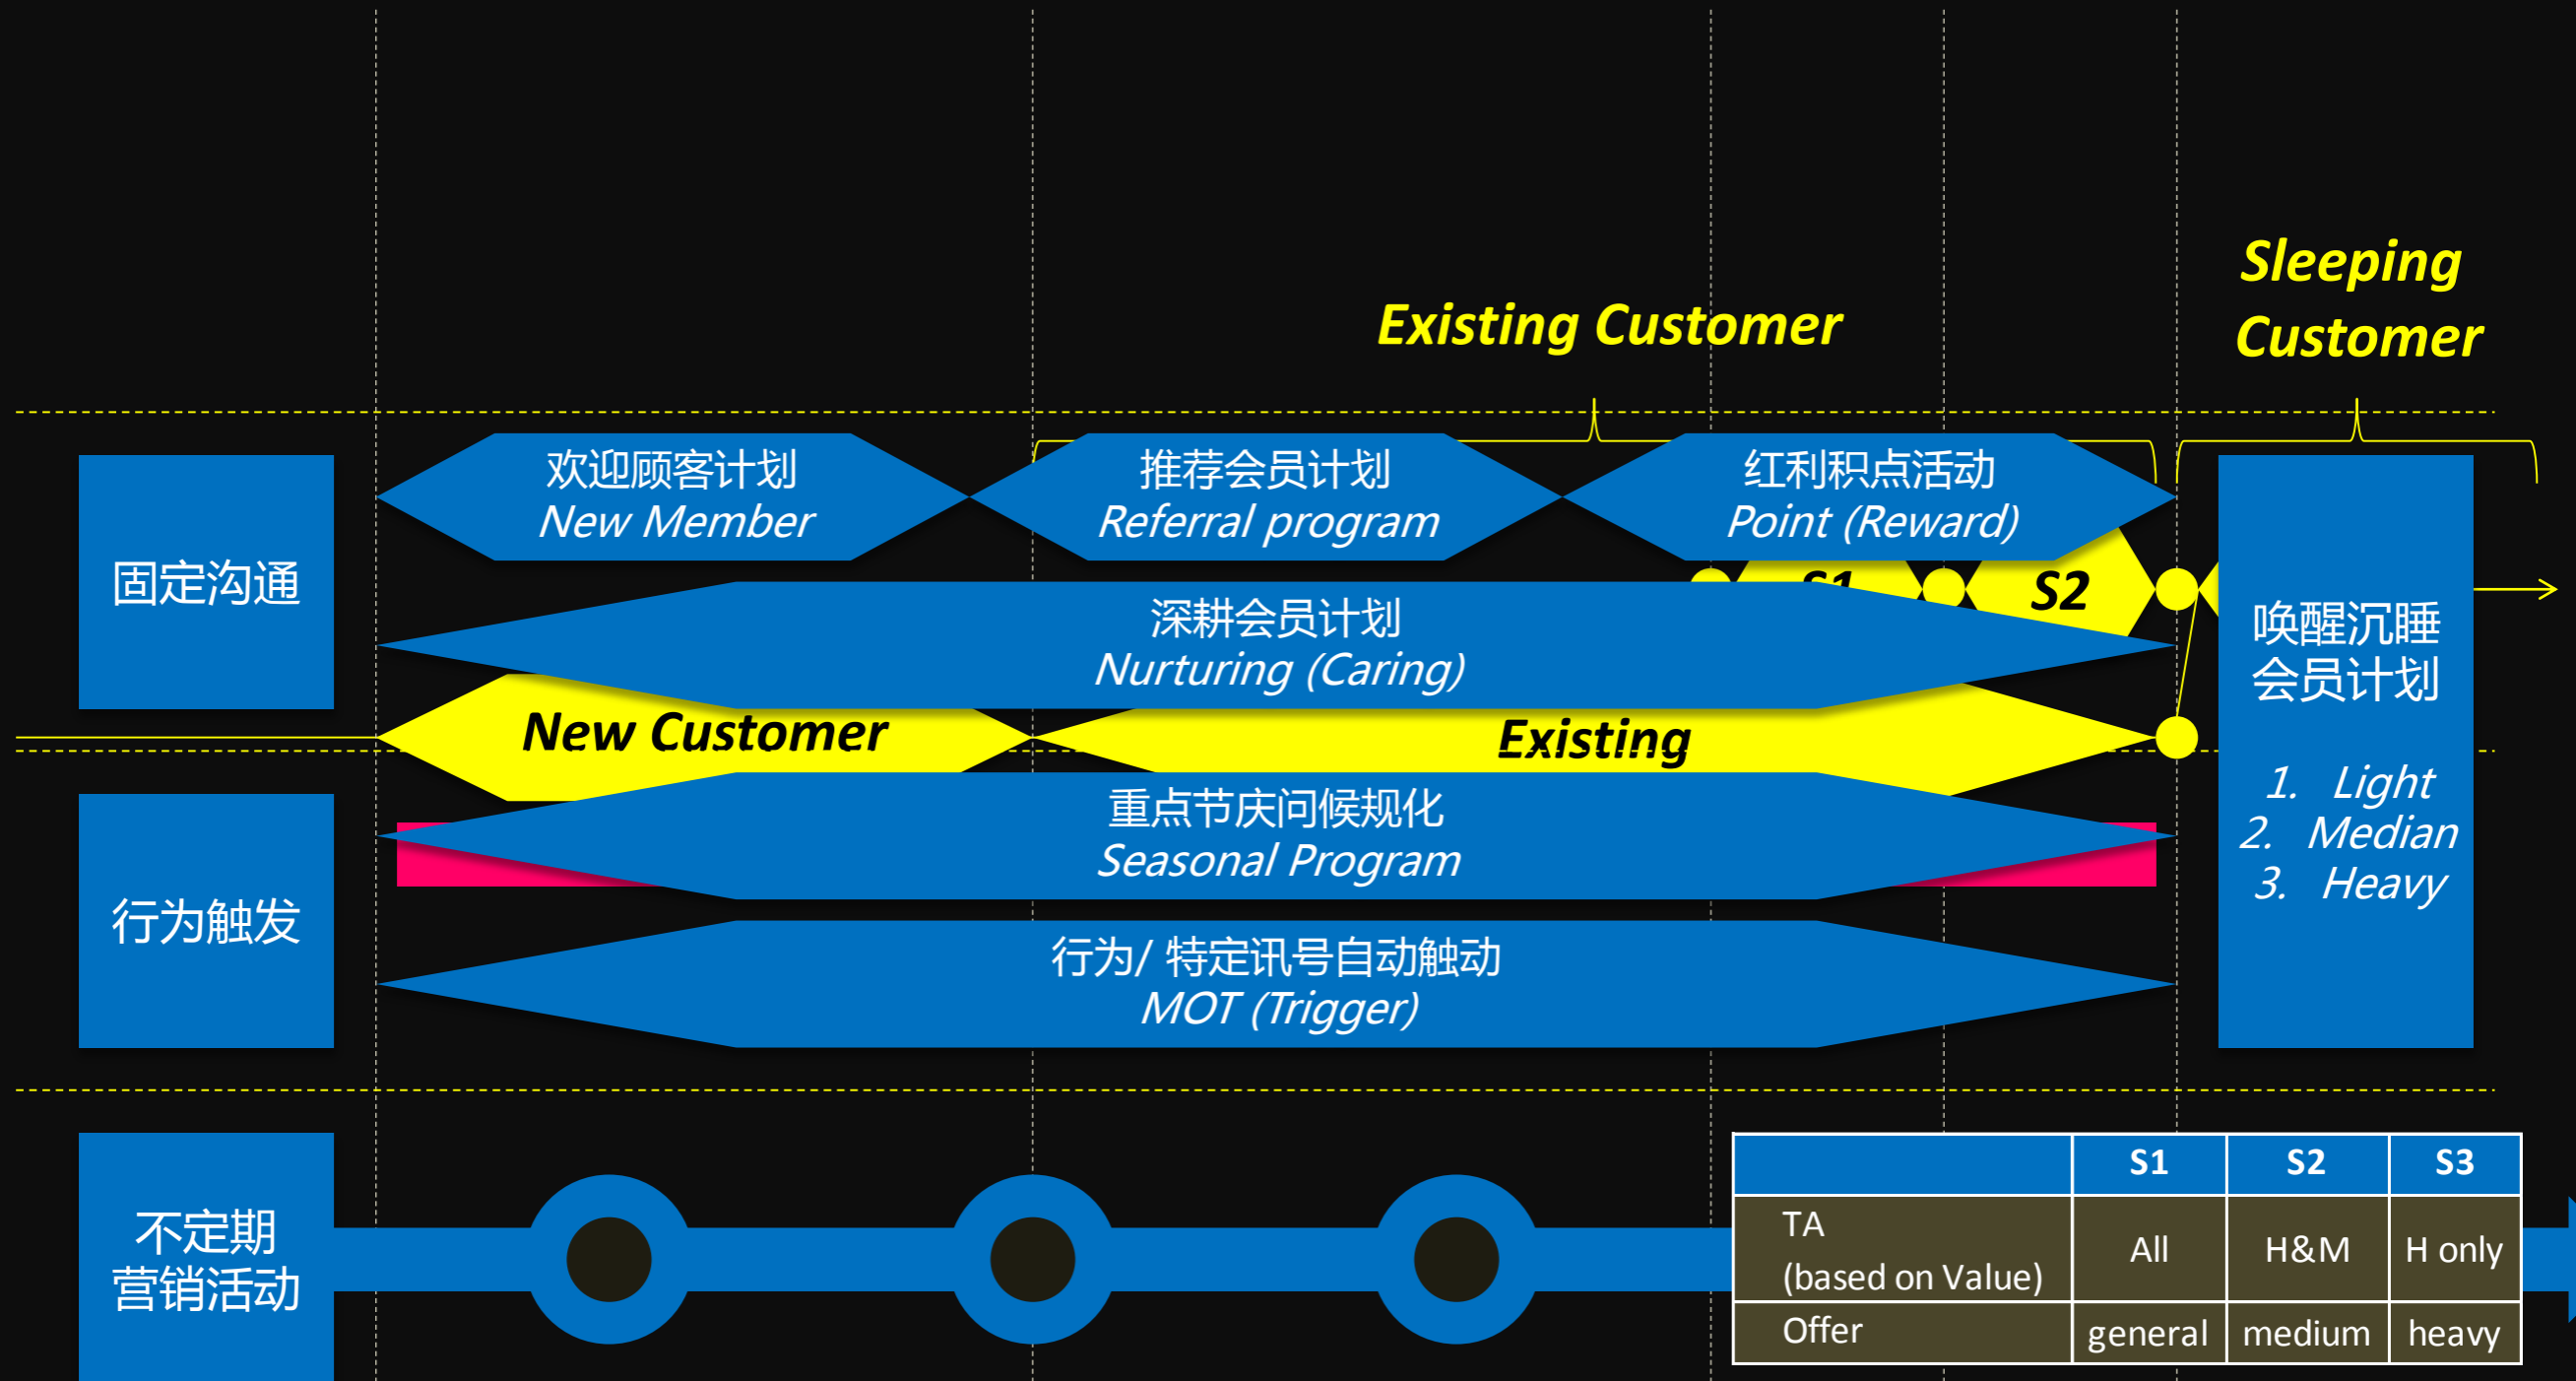 Existing Customer
Sleeping
Customer
固定沟通
欢迎顾客计划
New Member
推荐会员计划
Referral program
红利积点活动
Point (Reward)
S1
S2
深耕会员计划
Nurturing (Caring)
唤醒沉睡
会员计划
1. Light
2. Median
3. Heavy
New Customer
Existing
行为触发
重点节庆问候规化
Seasonal Program
行为/ 特定讯号自动触动
MOT (Trigger)
不定期
营销活动
S1 S2 S3
TA
(based on Value) All H&M H only
Offer general medium heavy